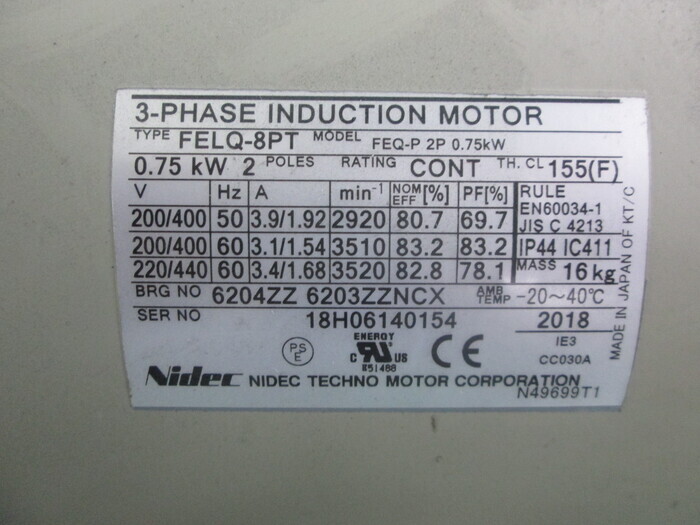 3-PHASE INDUCTION MOTOR
TYPE FELQ-8PT MODEL FEQ-P 2P 0.75kW
0.75 kW 2 POLES RATING CONT TH. CL 155(F)
V Hz A min⁻¹ NOM EFF [%] PF[%] RULE
EN60034-1
200/400 50 3.9/1.92 2920 80.7 69.7 JIS C 4213
200/400 60 3.1/1.54 3510 83.2 83.2 IP44 IC411
220/440 60 3.4/1.68 3520 82.8 78.1 MASS 16kg
BRG NO 6204ZZ 6203ZZNCX AMB TEMP -20~40℃
SER NO 18H06140154 2018
MADE IN JAPAN OF KT/C
PS E
ENERGY
c RU US
851488
CE
IE3
CC030A
Nidec NIDEC TECHNO MOTOR CORPORATION
N49699T1